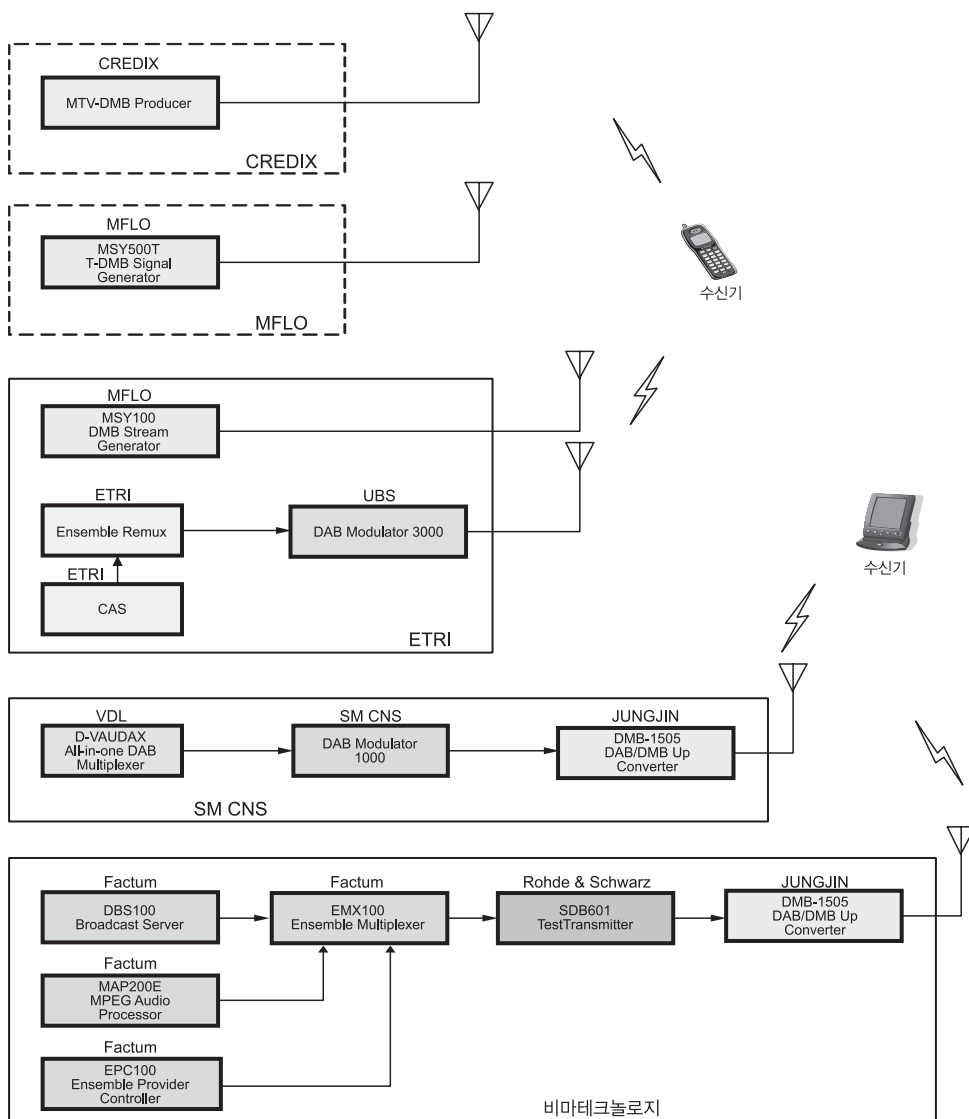 CREDIX
MTV-DMB Producer
CREDIX
MFLO
MSY500T
T-DMB Signal
Generator
MFLO
수신기
MFLO
MSY100
DMB Stream
Generator
ETRI
Ensemble Remux
UBS
DAB Modulator 3000
ETRI
CAS
ETRI
수신기
VDL
D-VAUDAX
All-in-one DAB
Multiplexer
SM CNS
DAB Modulator
1000
JUNGJIN
DMB-1505
DAB/DMB Up
Converter
SM CNS
Factum
DBS100
Broadcast Server
Factum
EMX100
Ensemble Multiplexer
Rohde & Schwarz
SDB601
TestTransmitter
JUNGJIN
DMB-1505
DAB/DMB Up
Converter
Factum
MAP200E
MPEG Audio
Processor
Factum
EPC100
Ensemble Provider
Controller
비마테크놀로지